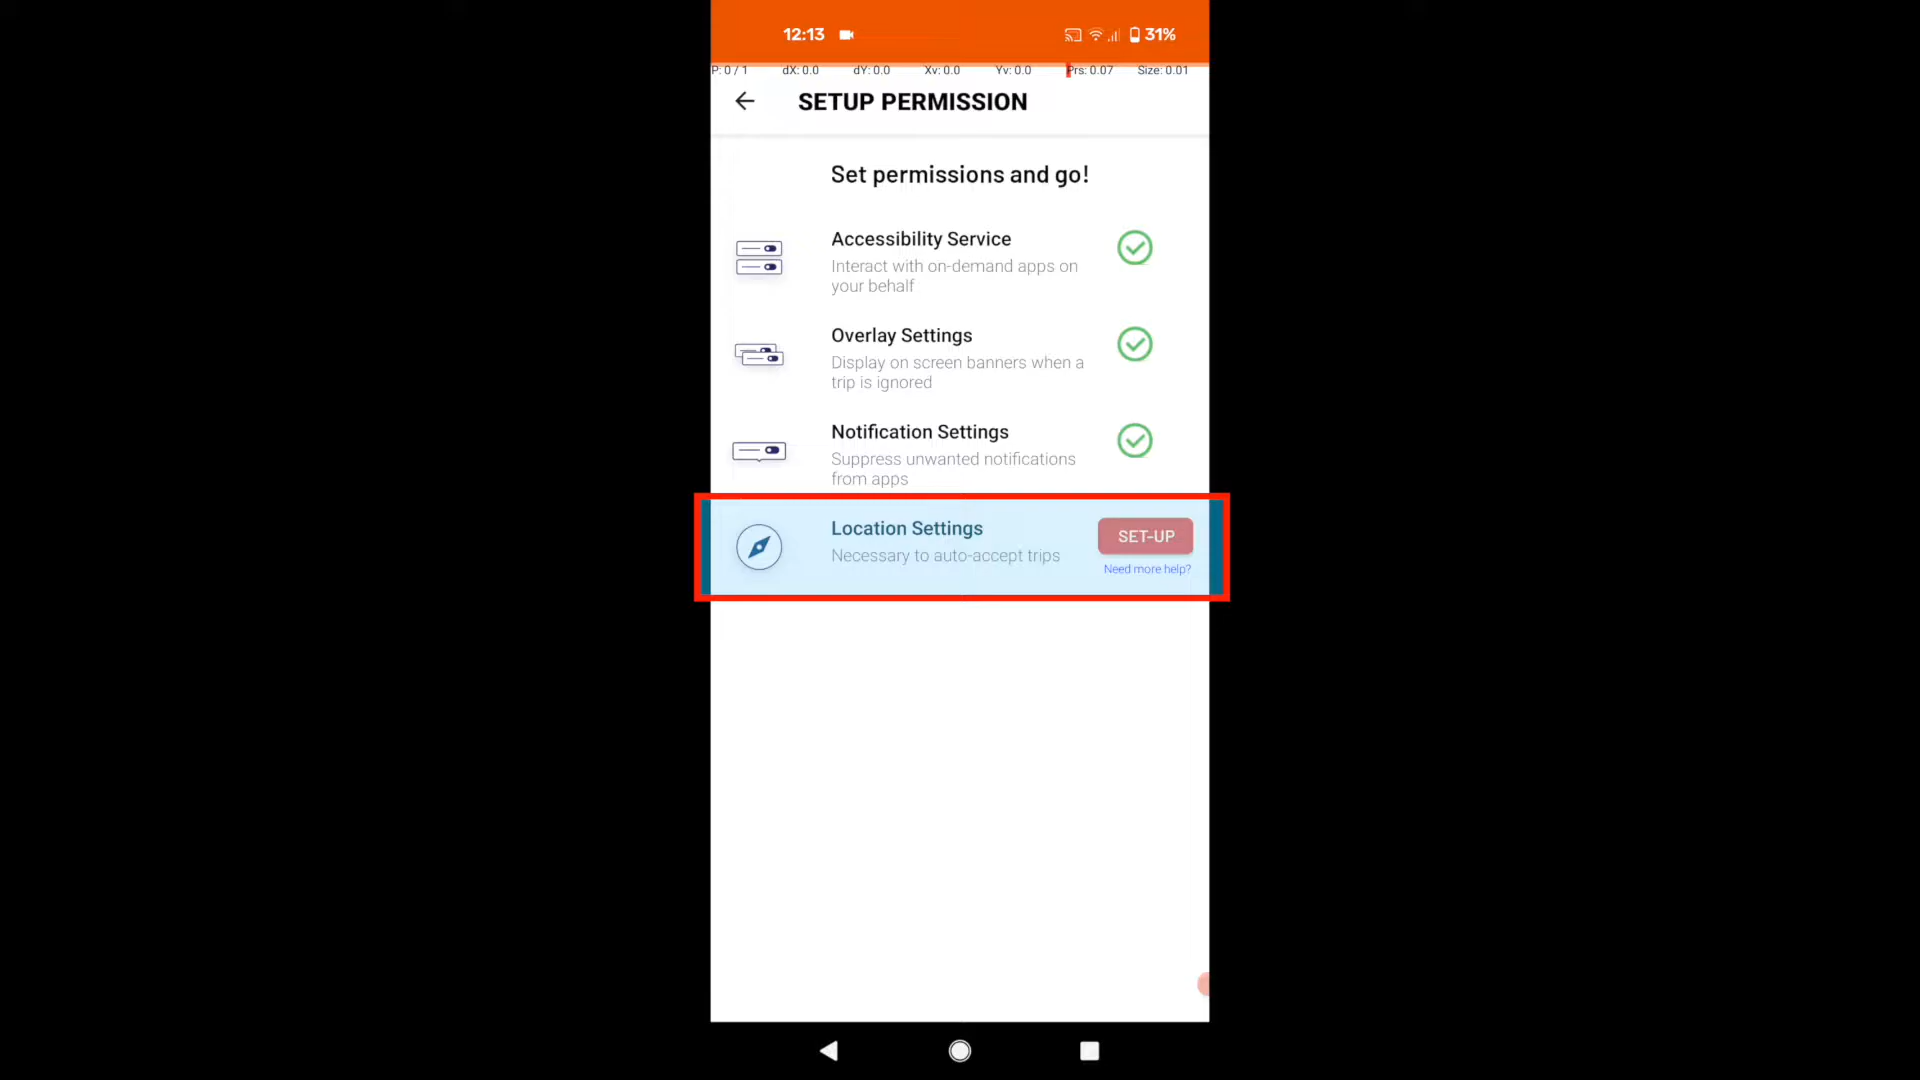 12:13 31%
P: 0 / 1 dX: 0.0 dY: 0.0 Xv: 0.0 Yv: 0.0 Prs: 0.07 Size: 0.01
SETUP PERMISSION
Set permissions and go!
Accessibility Service
Interact with on-demand apps on
your behalf
Overlay Settings
Display on screen banners when a
trip is ignored
Notification Settings
Suppress unwanted notifications
from apps
Location Settings
Necessary to auto-accept trips
SET-UP
Need more help?